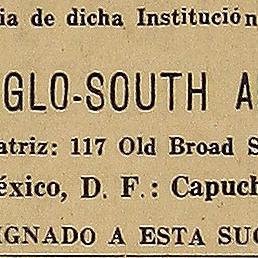 ia de dicha Institución
GLO-SOUTH A
atriz: 117 Old Broad S
éxico, D. F.: Capuch
IGNADO A ESTA SUC